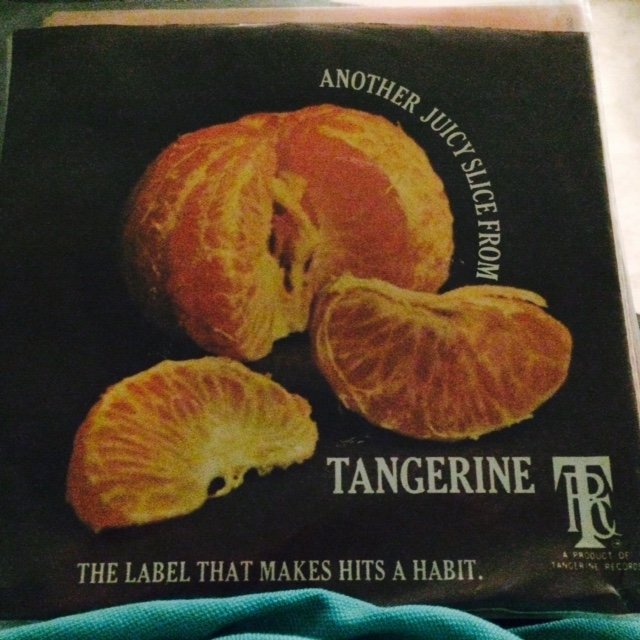 ANOTHER JUICY SLICE FROM
TANGERINE
TRC
A PRODUCT OF
TANGERINE RECORDS
THE LABEL THAT MAKES HITS A HABIT.